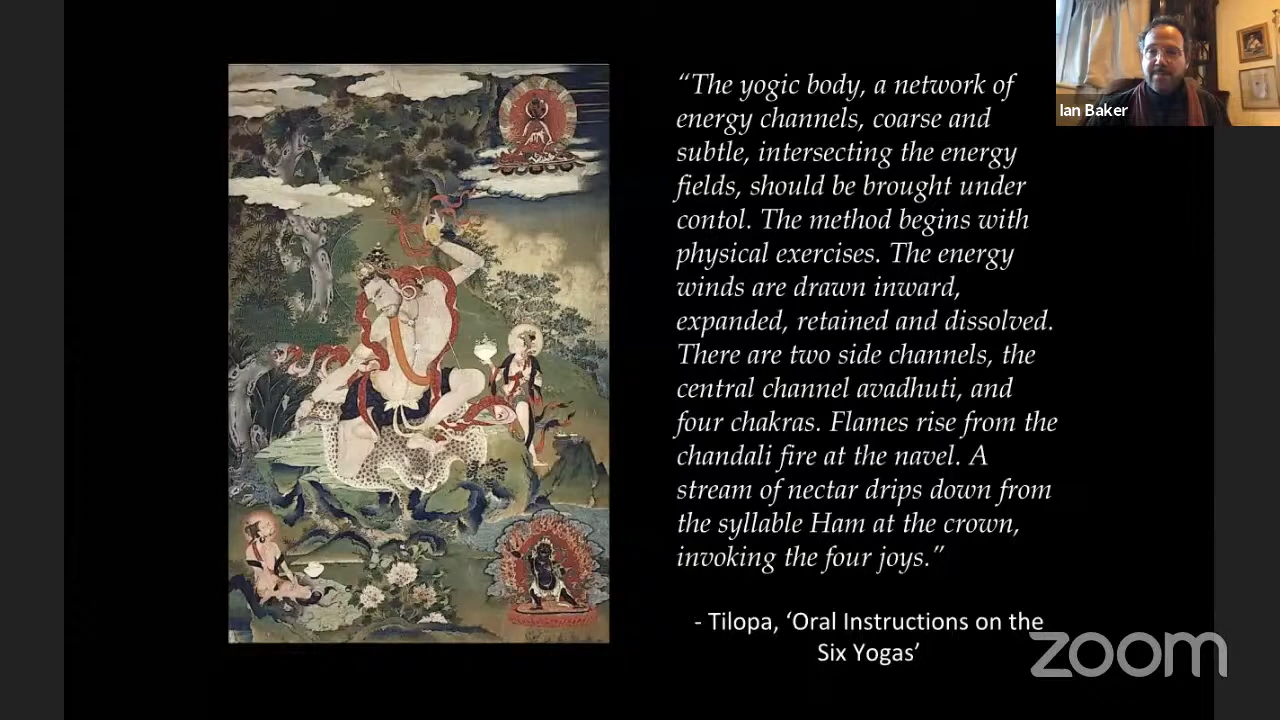 Ian Baker
“The yogic body, a network of
energy channels, coarse and
subtle, intersecting the energy
fields, should be brought under
contol. The method begins with
physical exercises. The energy
winds are drawn inward,
expanded, retained and dissolved.
There are two side channels, the
central channel avadhuti, and
four chakras. Flames rise from the
chandali fire at the navel. A
stream of nectar drips down from
the syllable Ham at the crown,
invoking the four joys.”
- Tilopa, ‘Oral Instructions on the
Six Yogas’
zoom